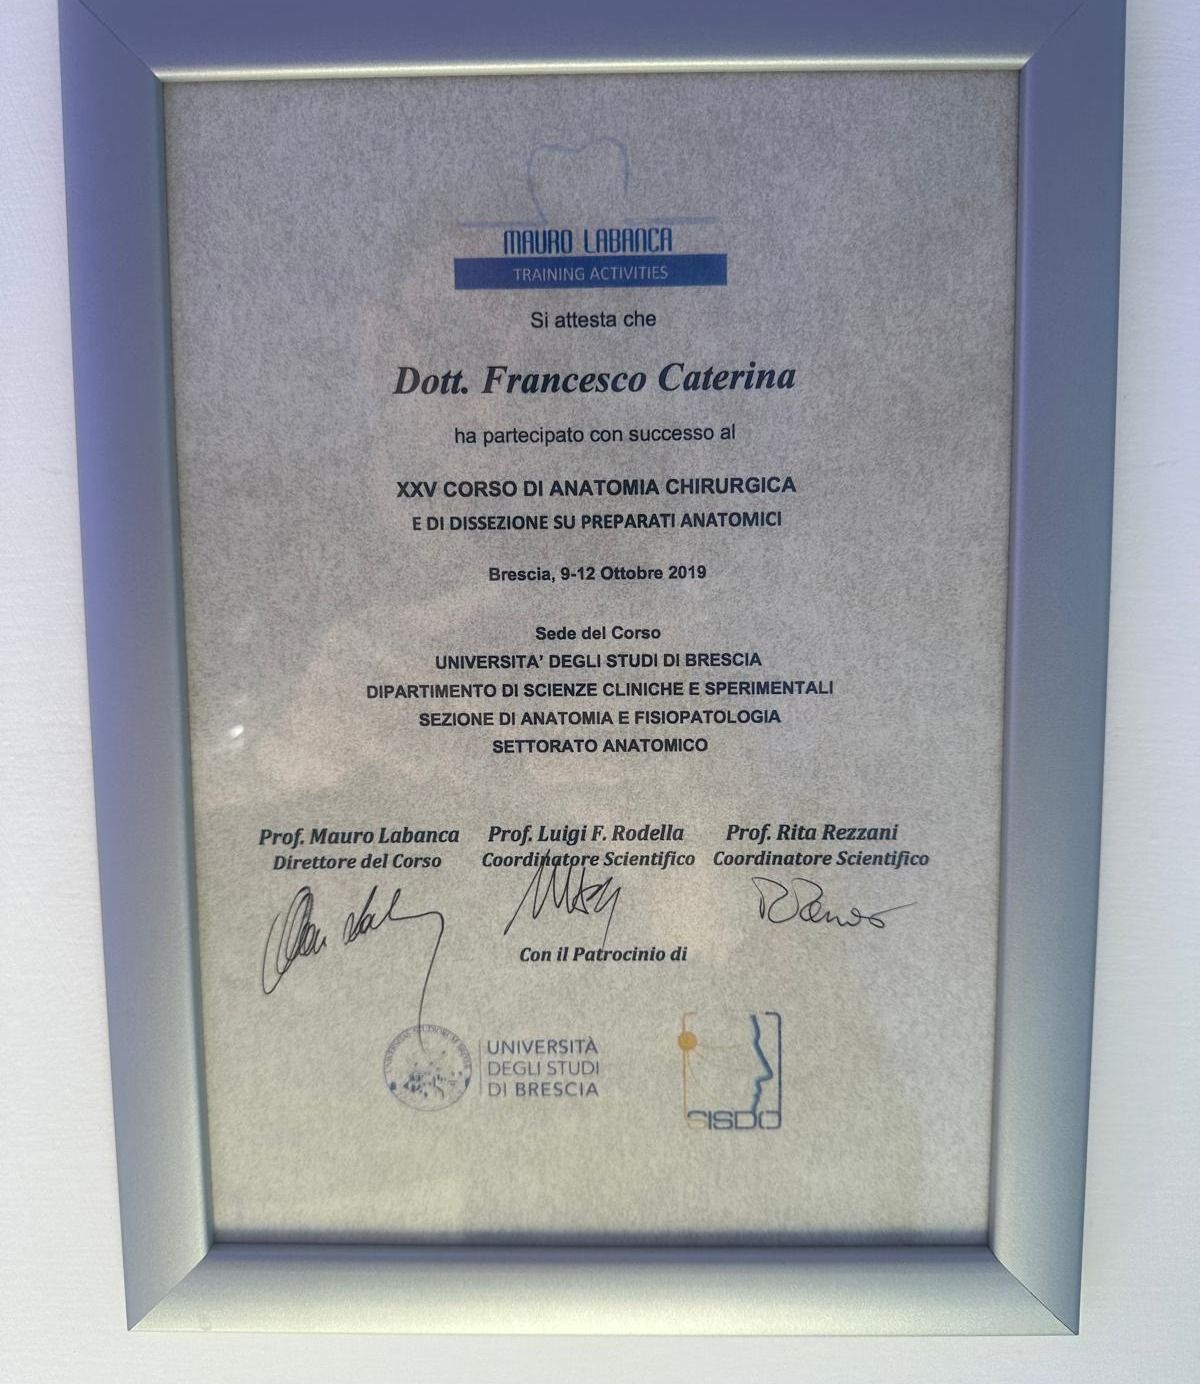 MAURO LABANCA
TRAINING ACTIVITIES
Si attesta che
Dott. Francesco Caterina
ha partecipato con successo al
XXV CORSO DI ANATOMIA CHIRURGICA
E DI DISSEZIONE SU PREPARATI ANATOMICI
Brescia, 9-12 Ottobre 2019
Sede del Corso
UNIVERSITA' DEGLI STUDI DI BRESCIA
DIPARTIMENTO DI SCIENZE CLINICHE E SPERIMENTALI
SEZIONE DI ANATOMIA E FISIOPATOLOGIA
SETTORATO ANATOMICO
Prof. Mauro Labanca Prof. Luigi F. Rodella Prof. Rita Rezzani
Direttore del Corso Coordinatore Scientifico Coordinatore Scientifico
Con il Patrocinio di
UNIVERSITÀ
DEGLI STUDI
DI BRESCIA
SISDO